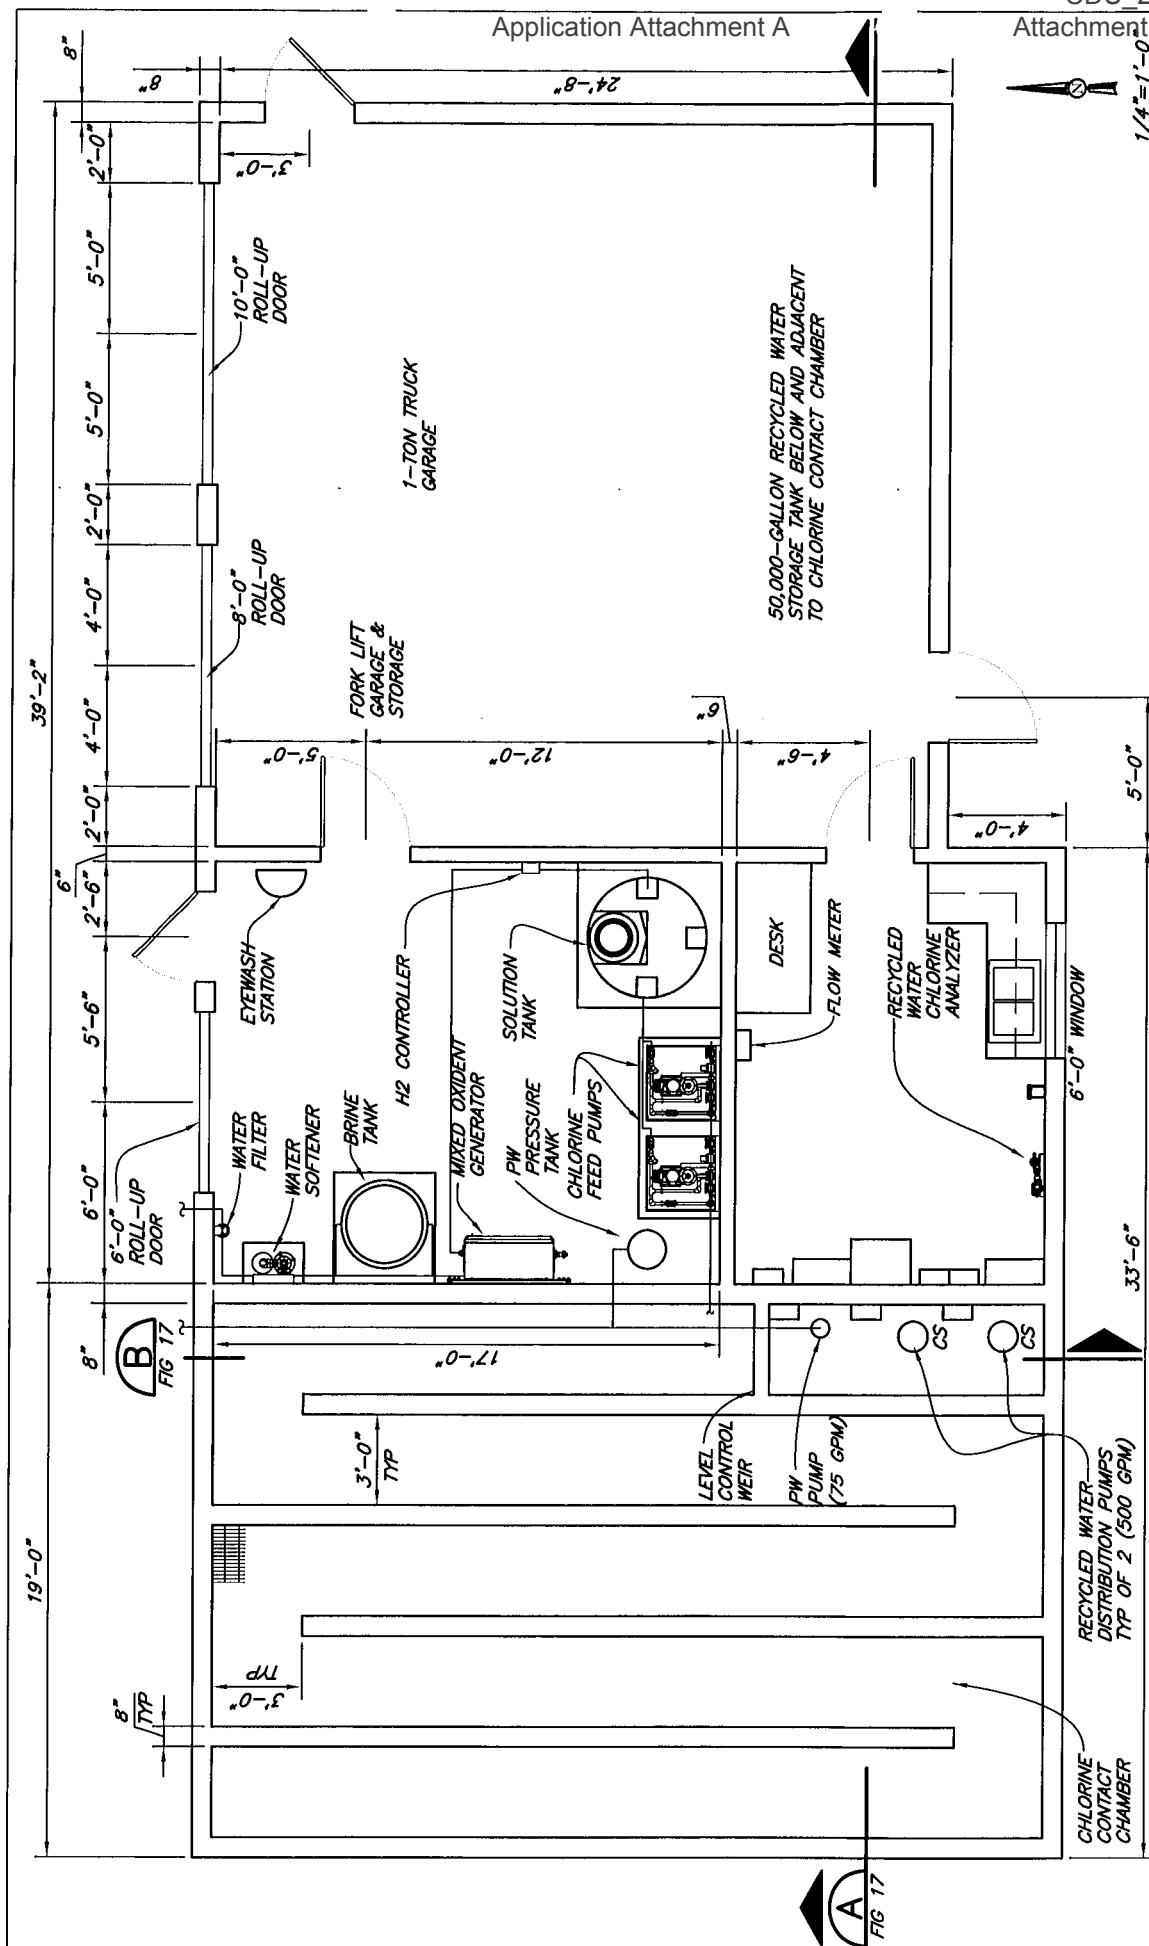 CDS_2
Application Attachment A
Attachment
1/4"=1'-0"
N
8"
8"
24'-8"
39'-2"
2'-0"
5'-0"
5'-0"
2'-0"
4'-0"
4'-0"
2'-0"
6"
2'-6"
5'-6"
6'-0"
3'-0"
10'-0"
ROLL-UP
DOOR
8'-0"
ROLL-UP
DOOR
6'-0"
ROLL-UP
DOOR
1-TON TRUCK
GARAGE
50,000-GALLON RECYCLED WATER
STORAGE TANK BELOW AND ADJACENT
TO CHLORINE CONTACT CHAMBER
FORK LIFT
GARAGE &
STORAGE
5'-0"
12'-0"
6"
4'-6"
4'-0"
5'-0"
EYEWASH
STATION
H2 CONTROLLER
SOLUTION
TANK
DESK
FLOW METER
RECYCLED
WATER
CHLORINE
ANALYZER
6'-0" WINDOW
WATER
FILTER
WATER
SOFTENER
BRINE
TANK
MIXED OXIDENT
GENERATOR
PW
PRESSURE
TANK
CHLORINE
FEED PUMPS
33'-6"
19'-0"
8"
B
FIG 17
17'-0"
3'-0"
TYP
LEVEL
CONTROL
WEIR
PW
PUMP
(75 GPM)
CS
CS
RECYCLED WATER
DISTRIBUTION PUMPS
TYP OF 2 (500 GPM)
3'-0"
TYP
8"
TYP
CHLORINE
CONTACT
CHAMBER
A
FIG 17